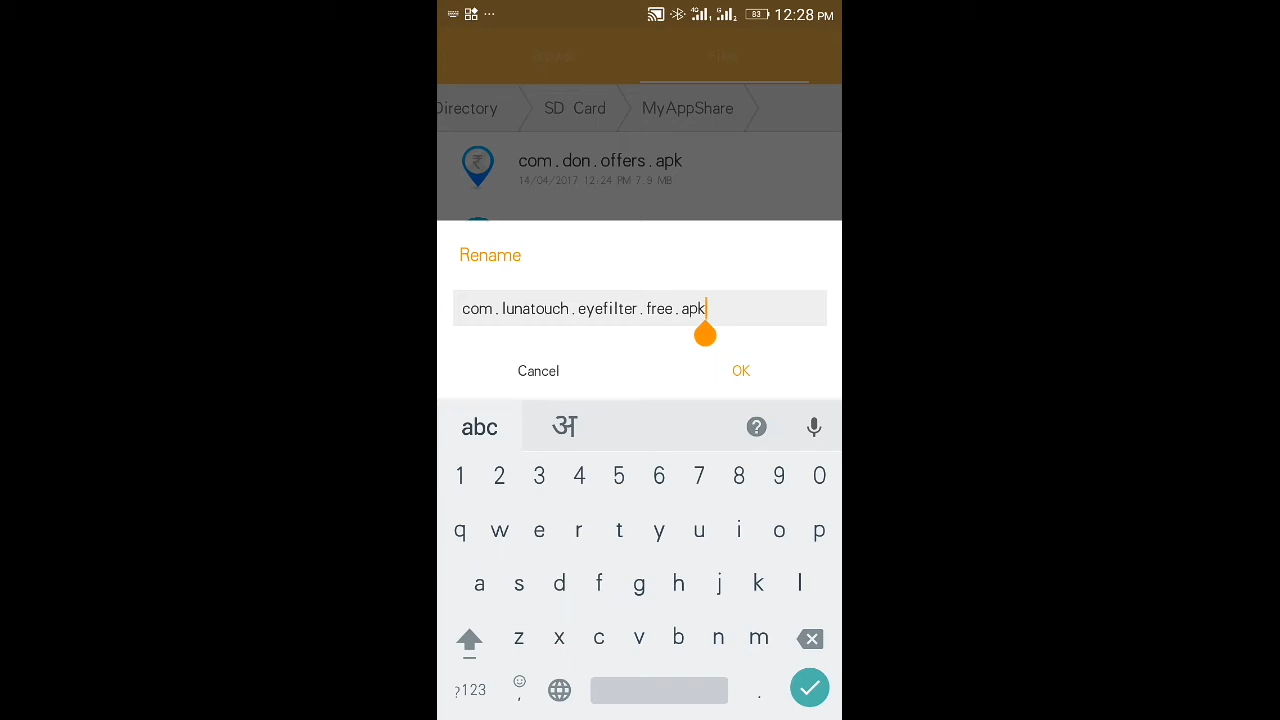 83 12:28 PM
Directory SD Card MyAppShare
com.don.offers.apk
14/04/2017 12:24 PM 7.9 MB
Rename
com.lunatouch.eyefilter.free.apk
Cancel OK
abc अ ?
1 2 3 4 5 6 7 8 9 0
q w e r t y u i o p
a s d f g h j k l
z x c v b n m
?123 , .